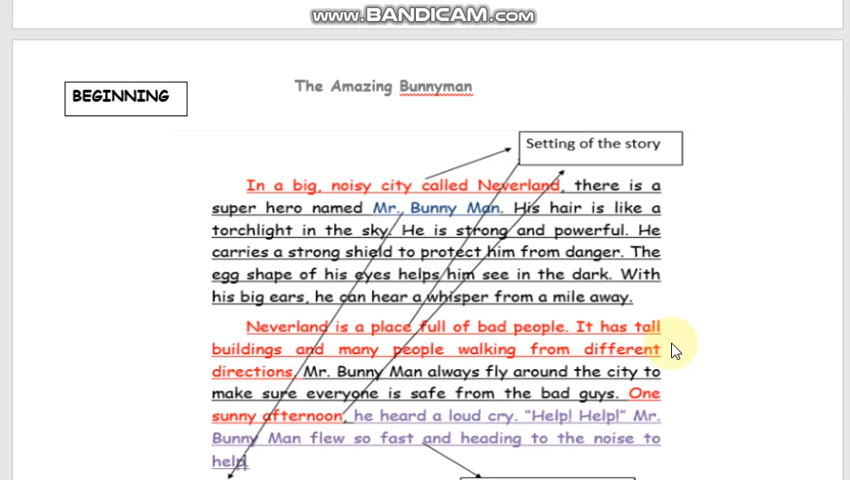 www.BANDICAM.com
BEGINNING
The Amazing Bunnyman
Setting of the story
In a big, noisy city called Neverland, there is a
super hero named Mr. Bunny Man. His hair is like a
torchlight in the sky. He is strong and powerful. He
carries a strong shield to protect him from danger. The
egg shape of his eyes helps him see in the dark. With
his big ears, he can hear a whisper from a mile away.
Neverland is a place full of bad people. It has tall
buildings and many people walking from different
directions. Mr. Bunny Man always fly around the city to
make sure everyone is safe from the bad guys. One
sunny afternoon, he heard a loud cry. “Help! Help!” Mr.
Bunny Man flew so fast and heading to the noise to
help.